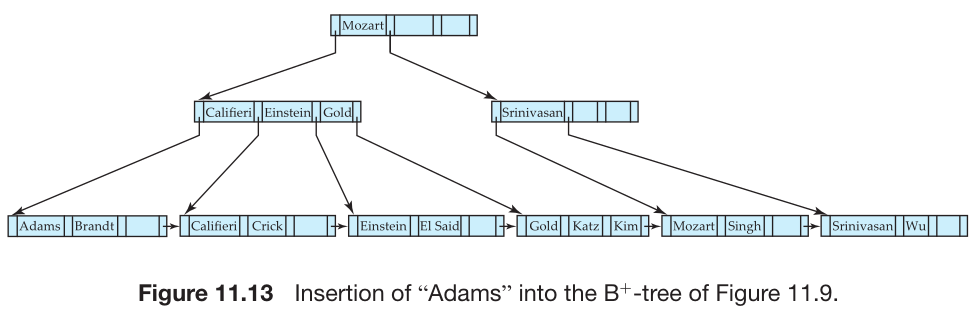 Mozart
Califieri Einstein Gold
Srinivasan
Adams Brandt
Califieri Crick
Einstein El Said
Gold Katz Kim
Mozart Singh
Srinivasan Wu
Figure 11.13 Insertion of “Adams” into the B+-tree of Figure 11.9.